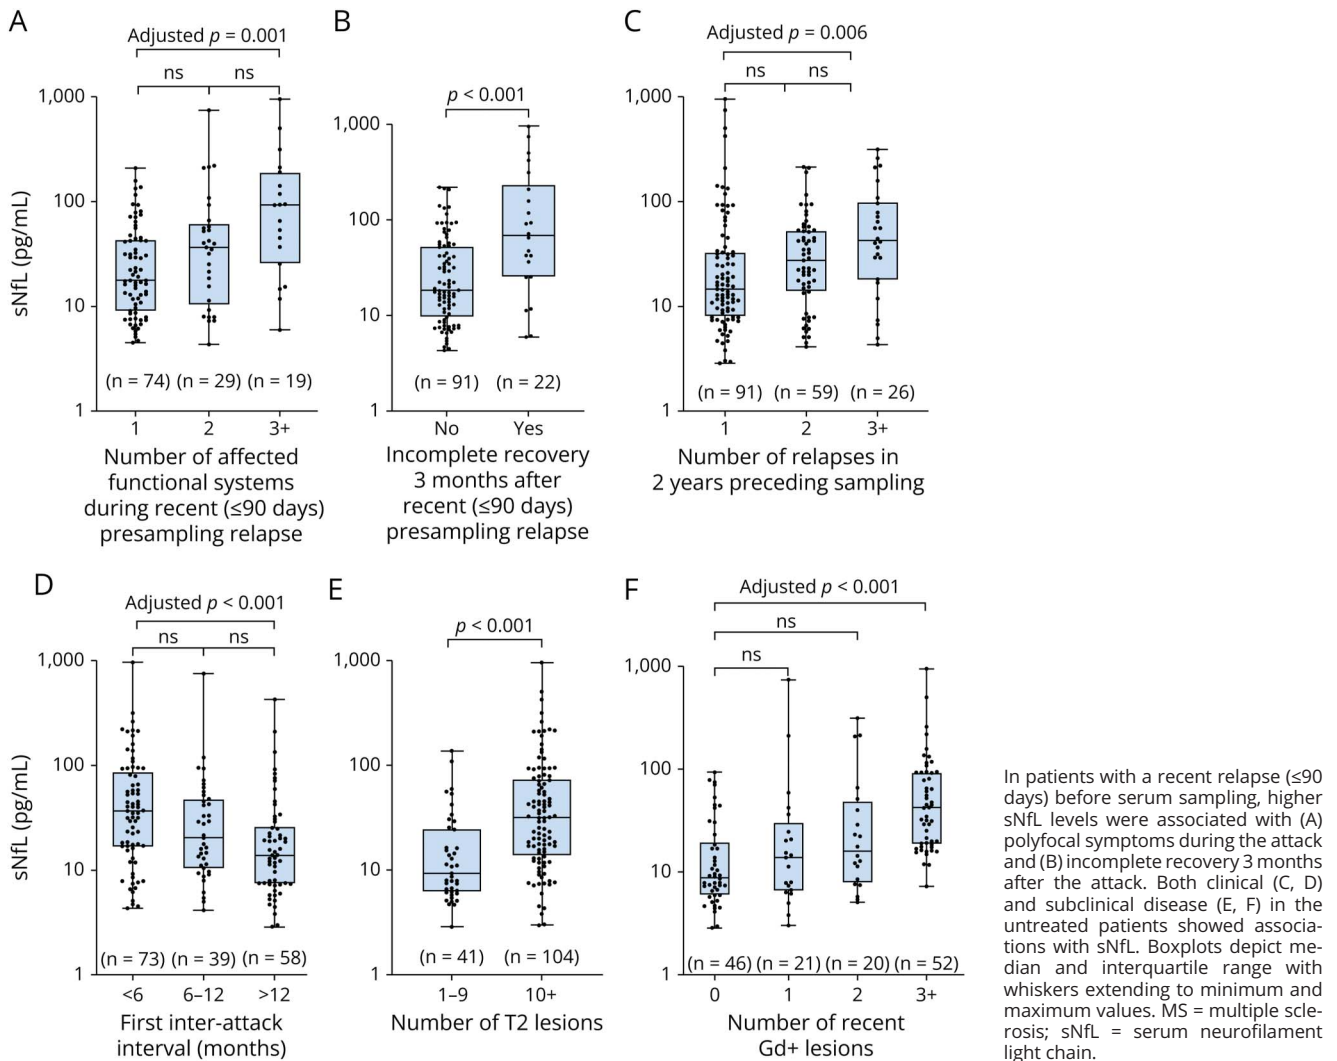 A
Adjusted p = 0.001
ns ns
1,000
100
10
1
sNfL (pg/mL)
(n = 74) (n = 29) (n = 19)
1 2 3+
Number of affected
functional systems
during recent (≤90 days)
presampling relapse
B
p < 0.001
1,000
100
10
1
(n = 91) (n = 22)
No Yes
Incomplete recovery
3 months after
recent (≤90 days)
presampling relapse
C
Adjusted p = 0.006
ns ns
1,000
100
10
1
(n = 91) (n = 59) (n = 26)
1 2 3+
Number of relapses in
2 years preceding sampling
D
Adjusted p < 0.001
ns ns
1,000
100
10
1
sNfL (pg/mL)
(n = 73) (n = 39) (n = 58)
<6 6–12 >12
First inter-attack
interval (months)
E
p < 0.001
1,000
100
10
1
(n = 41) (n = 104)
1–9 10+
Number of T2 lesions
F
Adjusted p < 0.001
ns
ns
1,000
100
10
1
(n = 46) (n = 21) (n = 20) (n = 52)
0 1 2 3+
Number of recent
Gd+ lesions
In patients with a recent relapse (≤90
days) before serum sampling, higher
sNfL levels were associated with (A)
polyfocal symptoms during the attack
and (B) incomplete recovery 3 months
after the attack. Both clinical (C, D)
and subclinical disease (E, F) in the
untreated patients showed associa-
tions with sNfL. Boxplots depict me-
dian and interquartile range with
whiskers extending to minimum and
maximum values. MS = multiple scle-
rosis; sNfL = serum neurofilament
light chain.